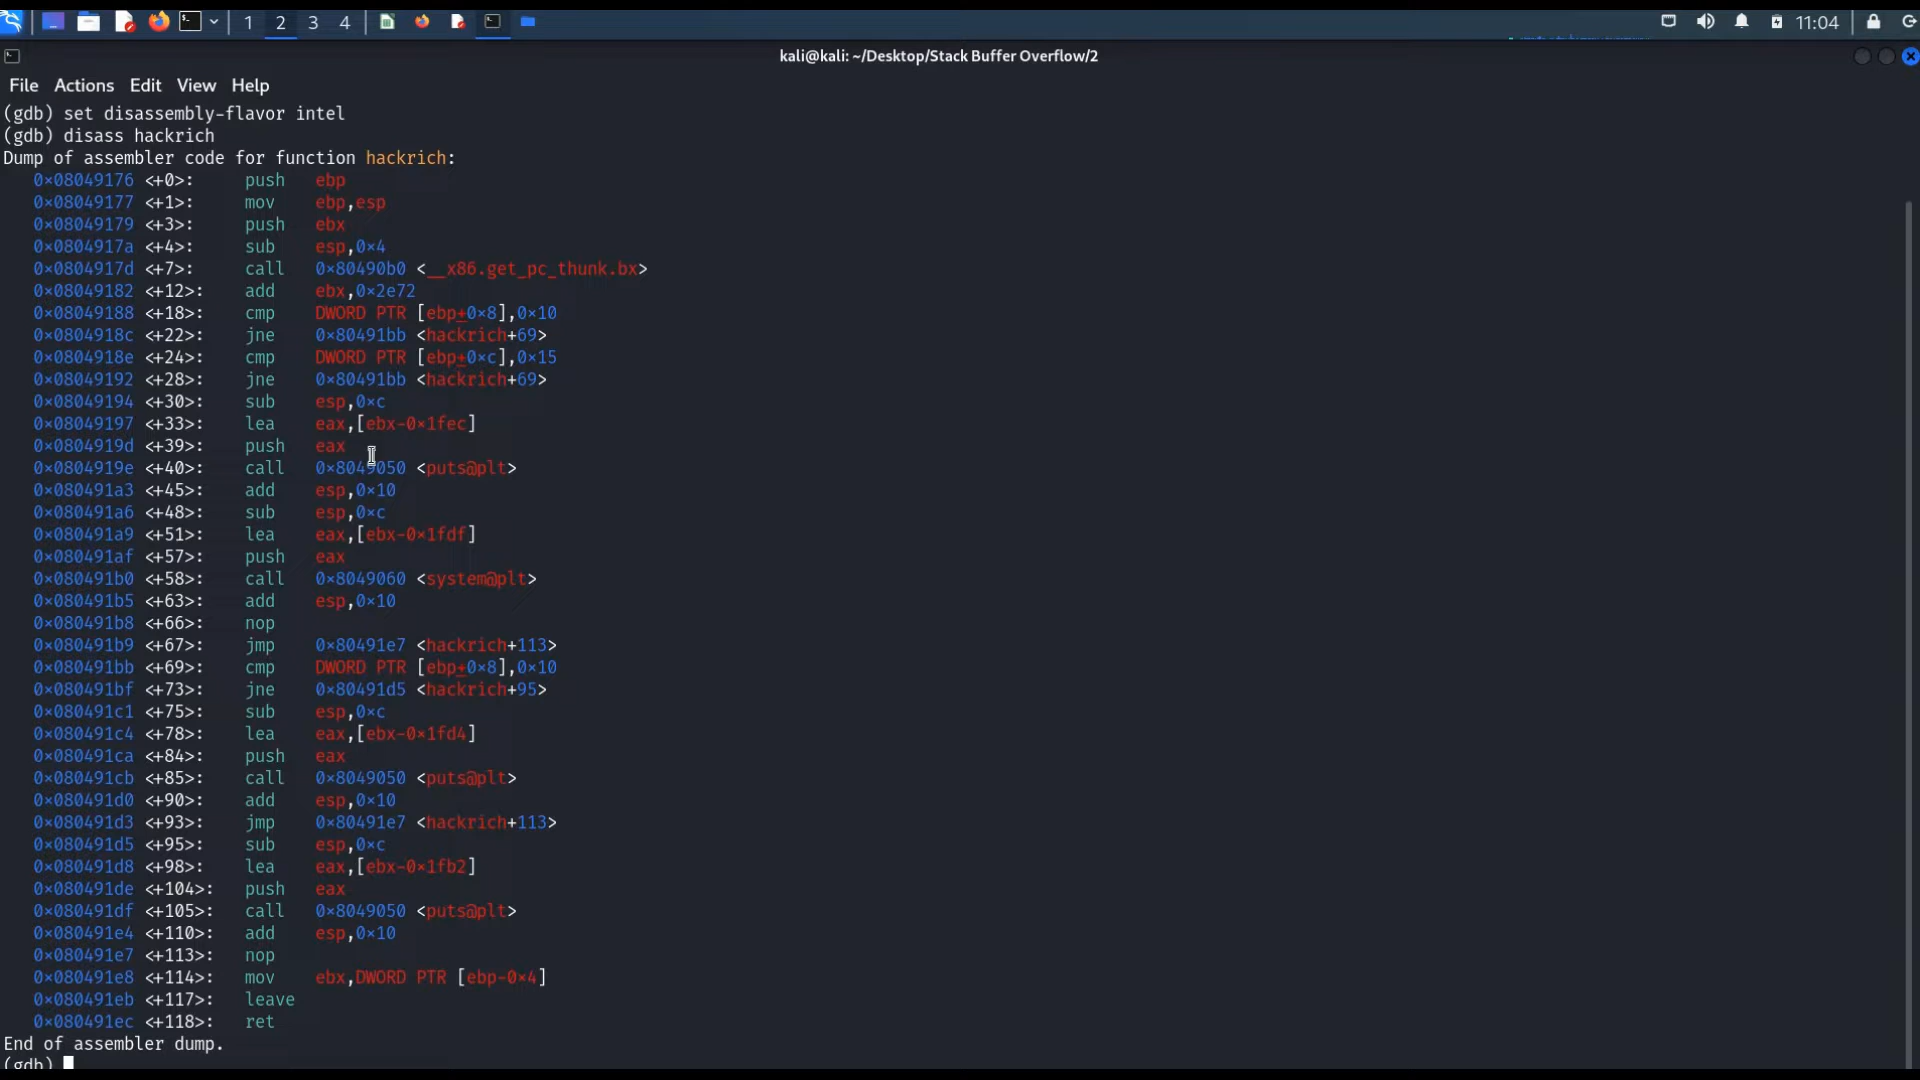 1 2 3 4 11:04
kali@kali: ~/Desktop/Stack Buffer Overflow/2
File Actions Edit View Help
(gdb) set disassembly-flavor intel
(gdb) disass hackrich
Dump of assembler code for function hackrich:
0x08049176 <+0>: push ebp
0x08049177 <+1>: mov ebp,esp
0x08049179 <+3>: push ebx
0x0804917a <+4>: sub esp,0x4
0x0804917d <+7>: call 0x80490b0 <__x86.get_pc_thunk.bx>
0x08049182 <+12>: add ebx,0x2e72
0x08049188 <+18>: cmp DWORD PTR [ebp+0x8],0x10
0x0804918c <+22>: jne 0x80491bb <hackrich+69>
0x0804918e <+24>: cmp DWORD PTR [ebp+0xc],0x15
0x08049192 <+28>: jne 0x80491bb <hackrich+69>
0x08049194 <+30>: sub esp,0xc
0x08049197 <+33>: lea eax,[ebx-0x1fec]
0x0804919d <+39>: push eax
0x0804919e <+40>: call 0x8049050 <puts@plt>
0x080491a3 <+45>: add esp,0x10
0x080491a6 <+48>: sub esp,0xc
0x080491a9 <+51>: lea eax,[ebx-0x1fdf]
0x080491af <+57>: push eax
0x080491b0 <+58>: call 0x8049060 <system@plt>
0x080491b5 <+63>: add esp,0x10
0x080491b8 <+66>: nop
0x080491b9 <+67>: jmp 0x80491e7 <hackrich+113>
0x080491bb <+69>: cmp DWORD PTR [ebp+0x8],0x10
0x080491bf <+73>: jne 0x80491d5 <hackrich+95>
0x080491c1 <+75>: sub esp,0xc
0x080491c4 <+78>: lea eax,[ebx-0x1fd4]
0x080491ca <+84>: push eax
0x080491cb <+85>: call 0x8049050 <puts@plt>
0x080491d0 <+90>: add esp,0x10
0x080491d3 <+93>: jmp 0x80491e7 <hackrich+113>
0x080491d5 <+95>: sub esp,0xc
0x080491d8 <+98>: lea eax,[ebx-0x1fb2]
0x080491de <+104>: push eax
0x080491df <+105>: call 0x8049050 <puts@plt>
0x080491e4 <+110>: add esp,0x10
0x080491e7 <+113>: nop
0x080491e8 <+114>: mov ebx,DWORD PTR [ebp-0x4]
0x080491eb <+117>: leave
0x080491ec <+118>: ret
End of assembler dump.
(gdb)